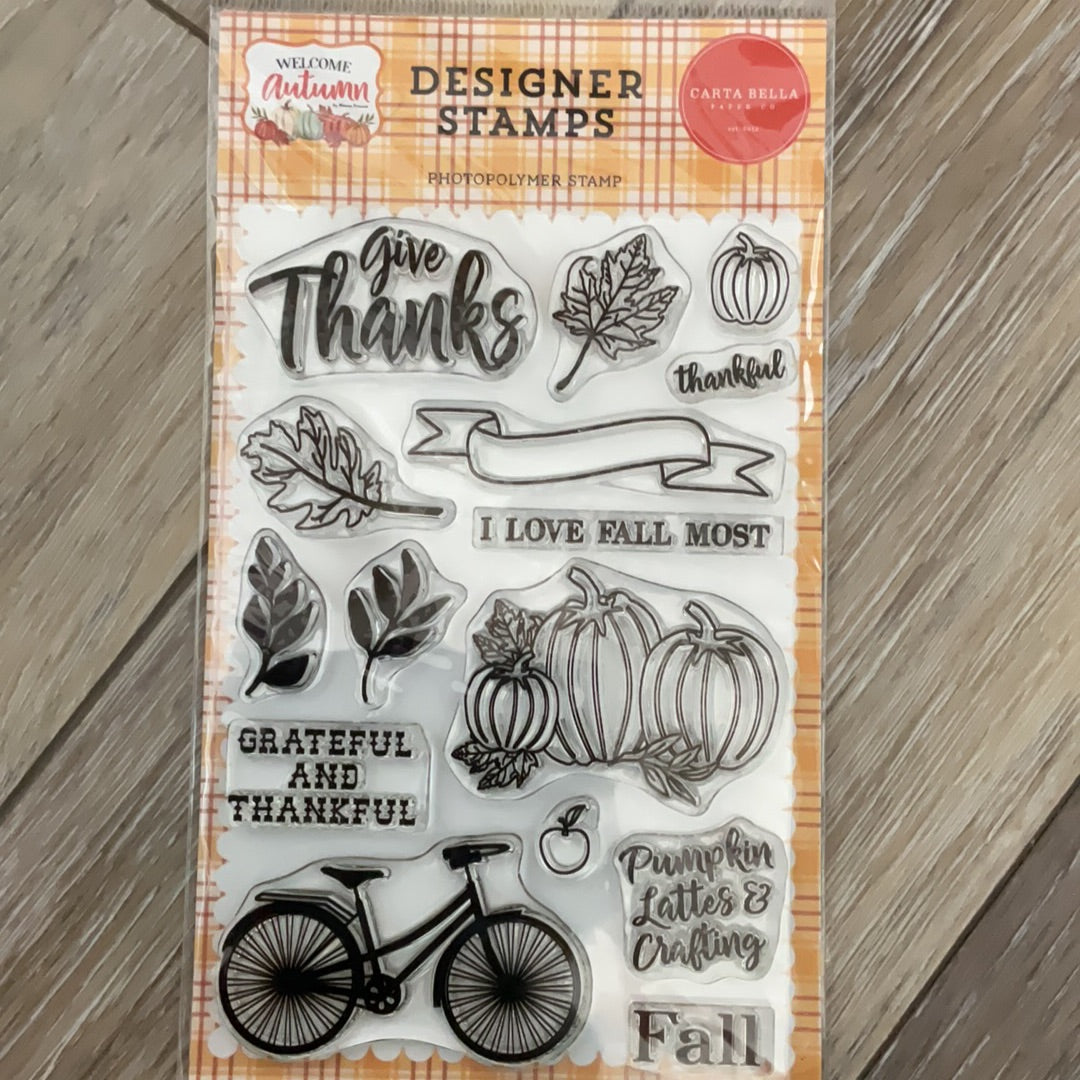 WELCOME
Autumn
DESIGNER
STAMPS
PHOTOPOLYMER STAMP
CARTA BELLA
PAPER CO
give
Thanks
thankful
I LOVE FALL MOST
GRATEFUL
AND
THANKFUL
Pumpkin
Lattes &
Crafting
Fall